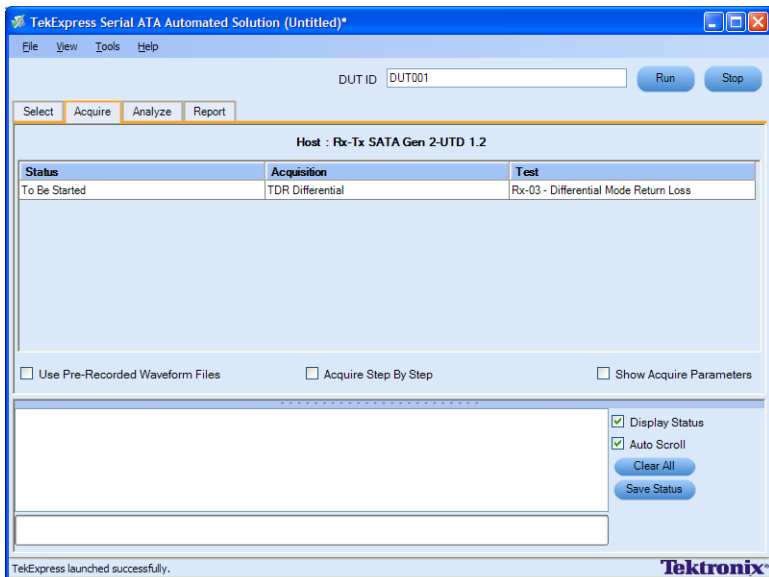 TekExpress Serial ATA Automated Solution (Untitled)*
File View Tools Help
DUT ID DUT001 Run Stop
Select Acquire Analyze Report
Host : Rx-Tx SATA Gen 2-UTD 1.2
Status Acquisition Test
To Be Started TDR Differential Rx-03 - Differential Mode Return Loss
Use Pre-Recorded Waveform Files Acquire Step By Step Show Acquire Parameters
Display Status
Auto Scroll
Clear All
Save Status
TekExpress launched successfully. Tektronix